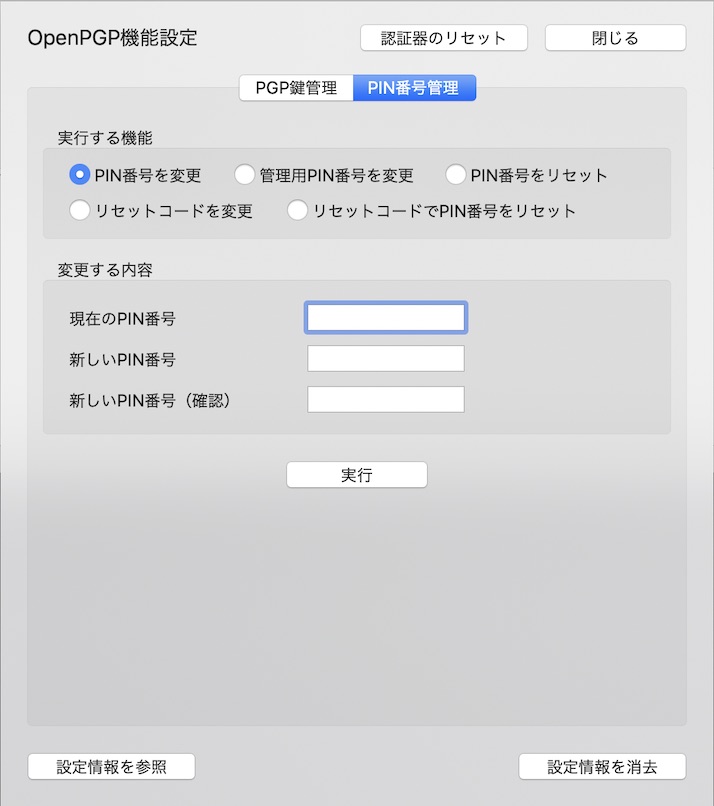 OpenPGP機能設定 認証器のリセット 閉じる
PGP鍵管理 PIN番号管理
実行する機能
PIN番号を変更 管理用PIN番号を変更 PIN番号をリセット
リセットコードを変更 リセットコードでPIN番号をリセット
変更する内容
現在のPIN番号
新しいPIN番号
新しいPIN番号（確認）
実行
設定情報を参照 設定情報を消去